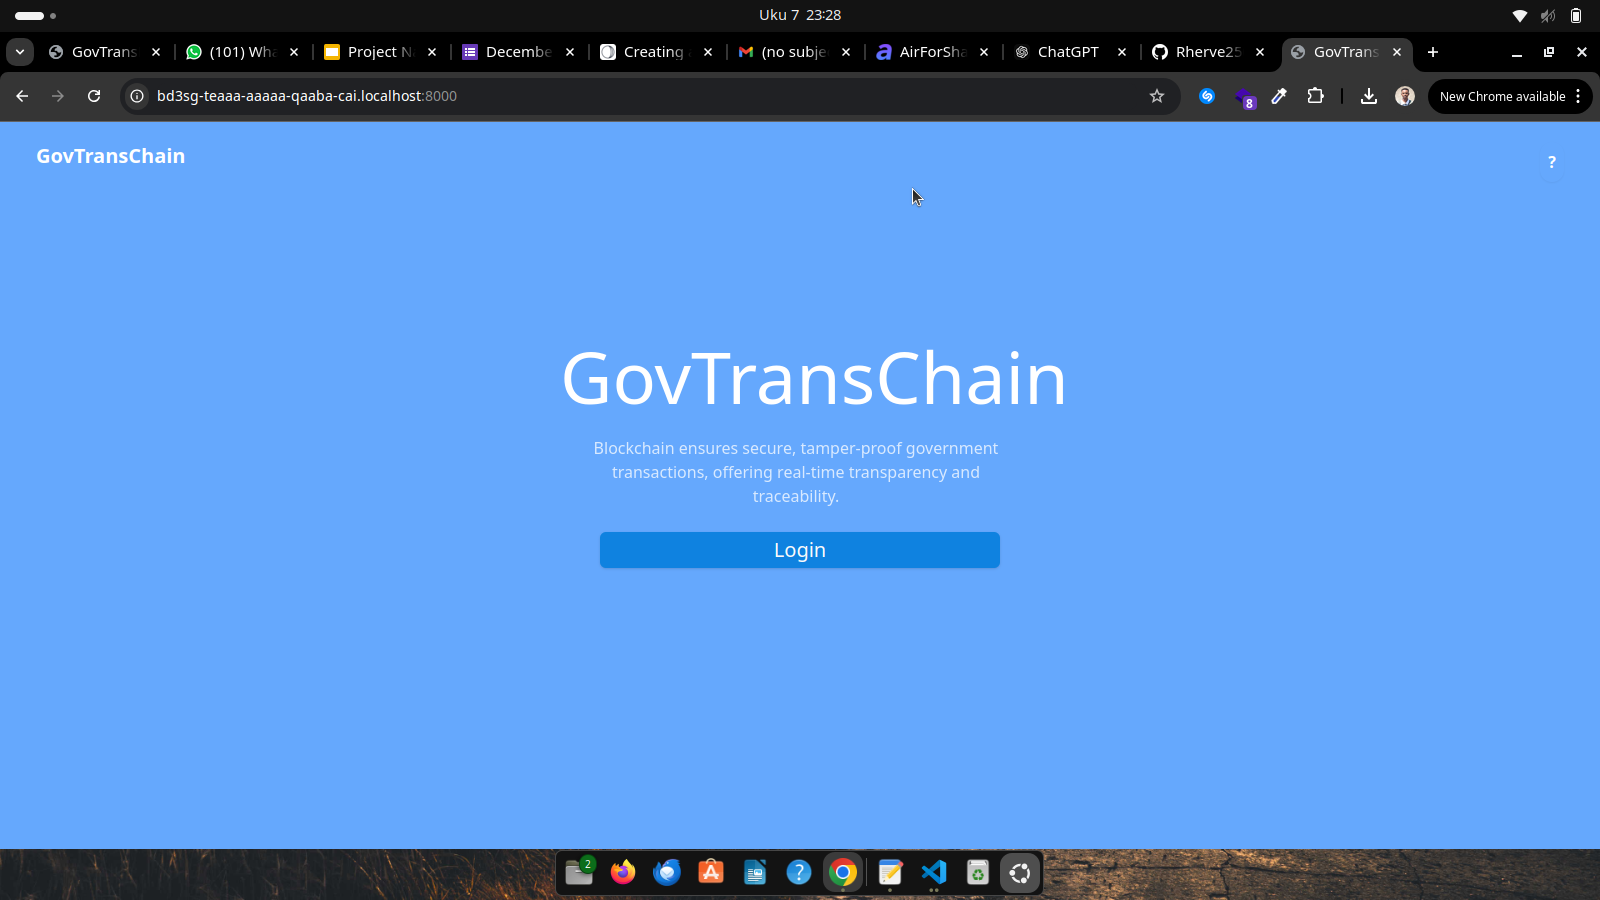 Uku 7 23:28
GovTrans
(101) Wha
Project N
Decembe
Creating
(no subje
AirForSha
ChatGPT
Rherve25
GovTrans
bd3sg-teaaa-aaaaa-qaaba-cai.localhost:8000
8
New Chrome available
GovTransChain
?
GovTransChain
Blockchain ensures secure, tamper-proof government
transactions, offering real-time transparency and
traceability.
Login
2